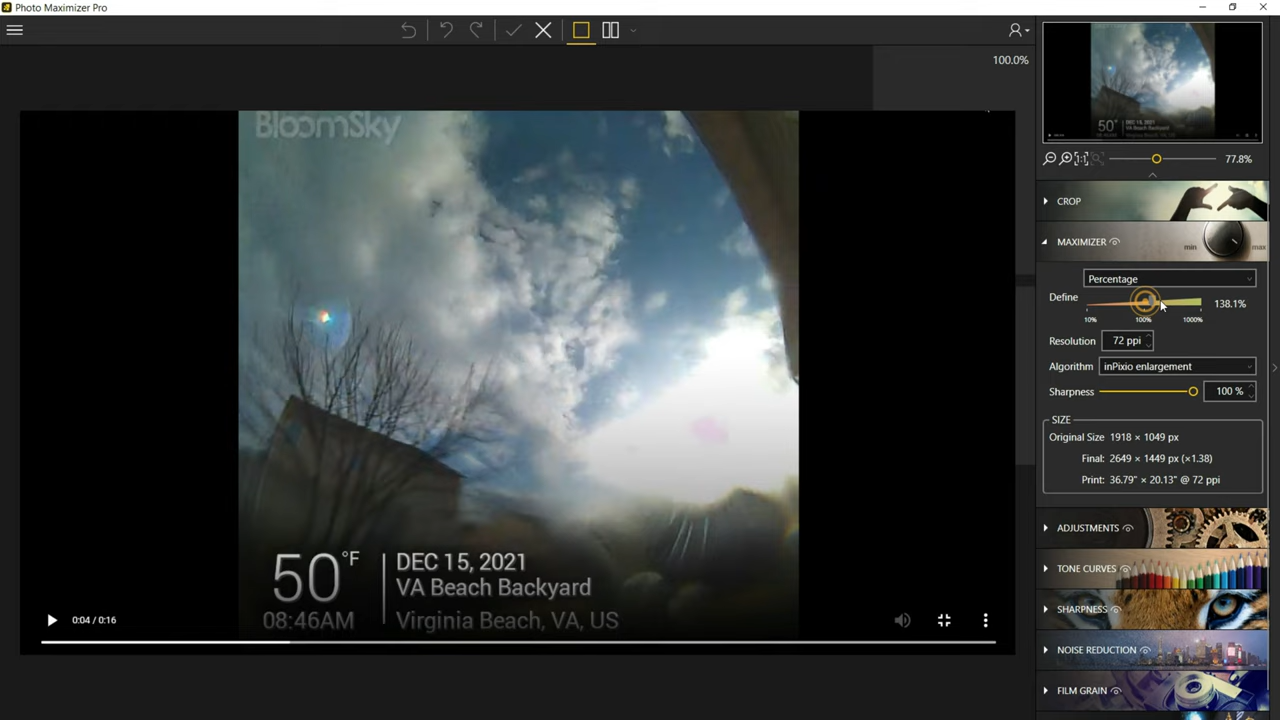 Photo Maximizer Pro
100.0%
BloomSky
50°F
08:46AM
DEC 15, 2021
VA Beach Backyard
Virginia Beach, VA, US
0:04 / 0:16
77.8%
CROP
MAXIMIZER
min
max
Percentage
Define
138.1%
10%
100%
1000%
Resolution
72 ppi
Algorithm
inPixio enlargement
Sharpness
100 %
SIZE
Original Size 1918 × 1049 px
Final: 2649 × 1449 px (×1.38)
Print: 36.79" × 20.13" @ 72 ppi
ADJUSTMENTS
TONE CURVES
SHARPNESS
NOISE REDUCTION
FILM GRAIN